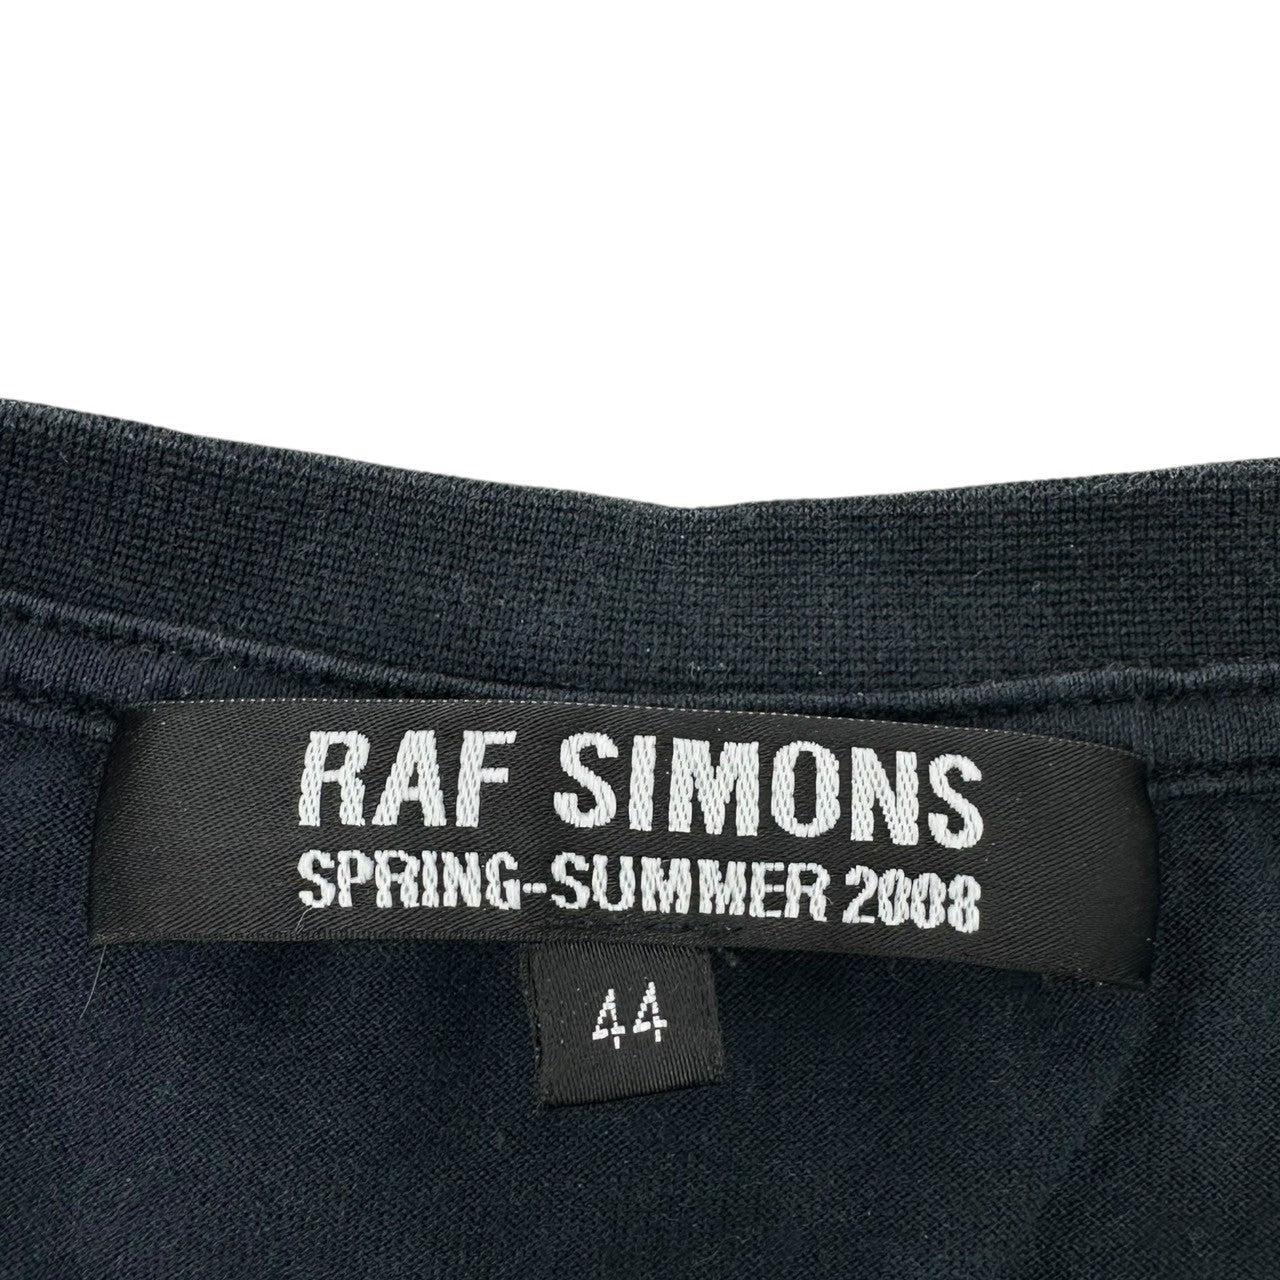 RAF SIMONS
SPRING-SUMMER 2008
44